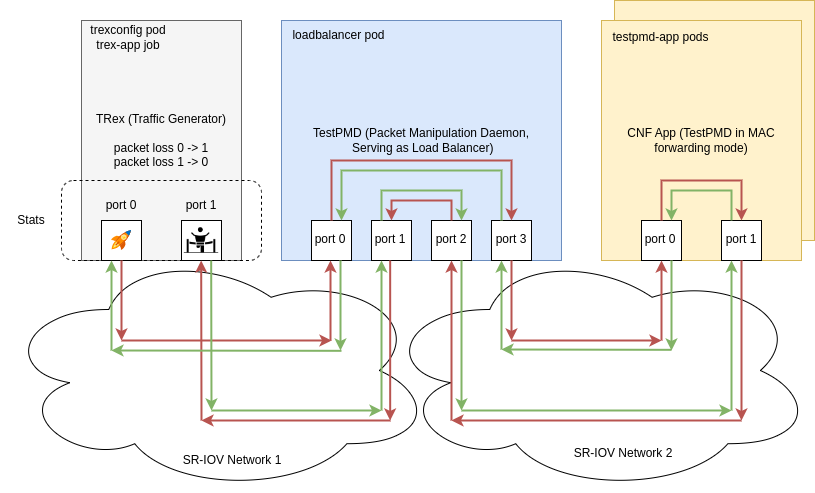 trexconfig pod
trex-app job
TRex (Traffic Generator)
packet loss 0 -> 1
packet loss 1 -> 0
Stats
port 0
port 1
loadbalancer pod
TestPMD (Packet Manipulation Daemon,
Serving as Load Balancer)
port 0
port 1
port 2
port 3
testpmd-app pods
CNF App (TestPMD in MAC
forwarding mode)
port 0
port 1
SR-IOV Network 1
SR-IOV Network 2